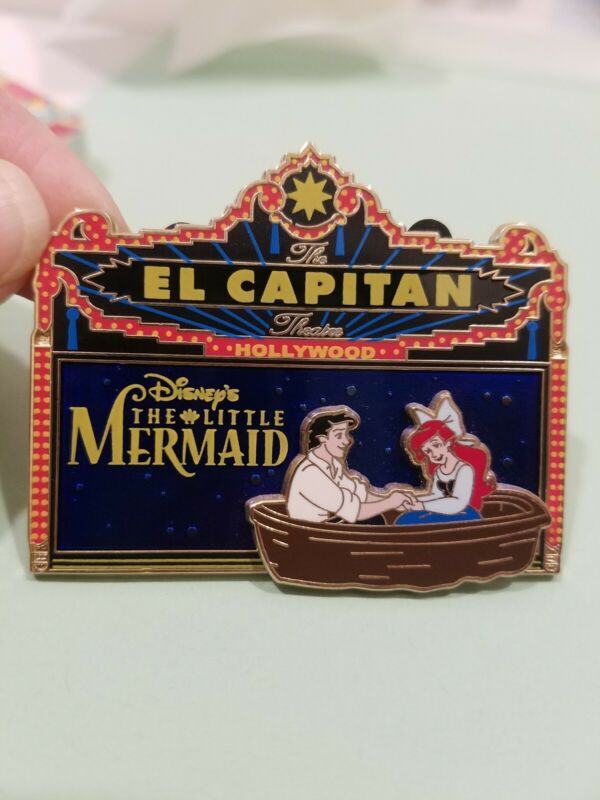 The
EL CAPITAN
Theatre
HOLLYWOOD
Disney's
THE LITTLE
MERMAID